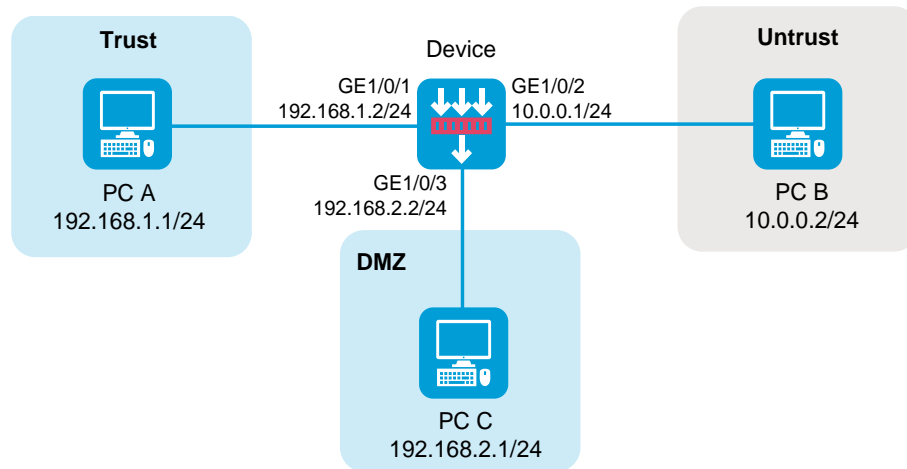 Trust
Device
Untrust
GE1/0/1
192.168.1.2/24
GE1/0/2
10.0.0.1/24
PC A
192.168.1.1/24
GE1/0/3
192.168.2.2/24
PC B
10.0.0.2/24
DMZ
PC C
192.168.2.1/24